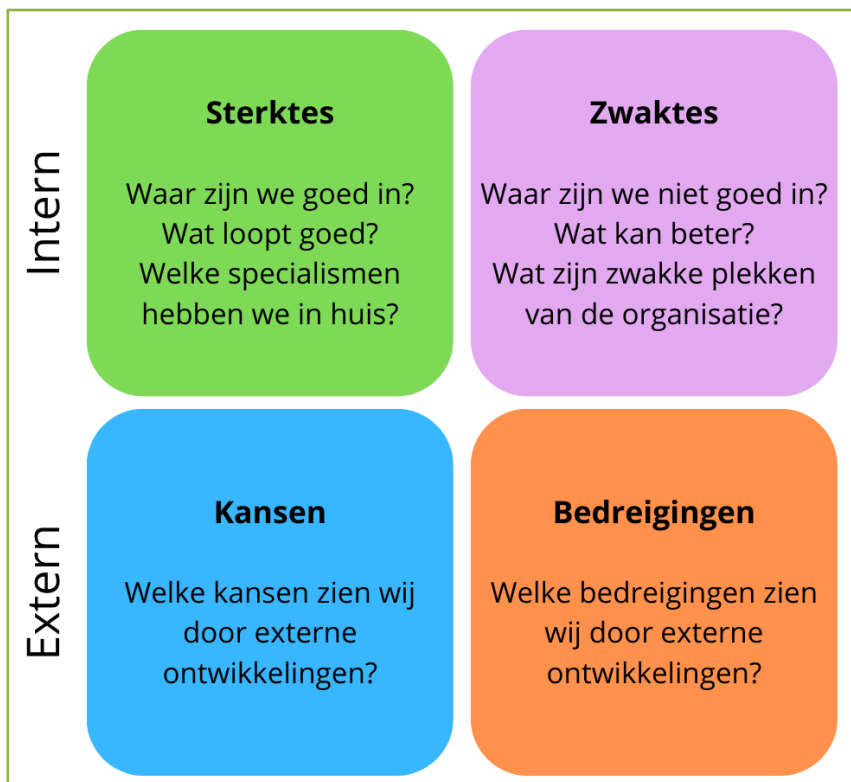 Intern
Sterktes
Waar zijn we goed in?
Wat loopt goed?
Welke specialismen
hebben we in huis?
Zwaktes
Waar zijn we niet goed in?
Wat kan beter?
Wat zijn zwakke plekken
van de organisatie?
Extern
Kansen
Welke kansen zien wij
door externe
ontwikkelingen?
Bedreigingen
Welke bedreigingen zien
wij door externe
ontwikkelingen?